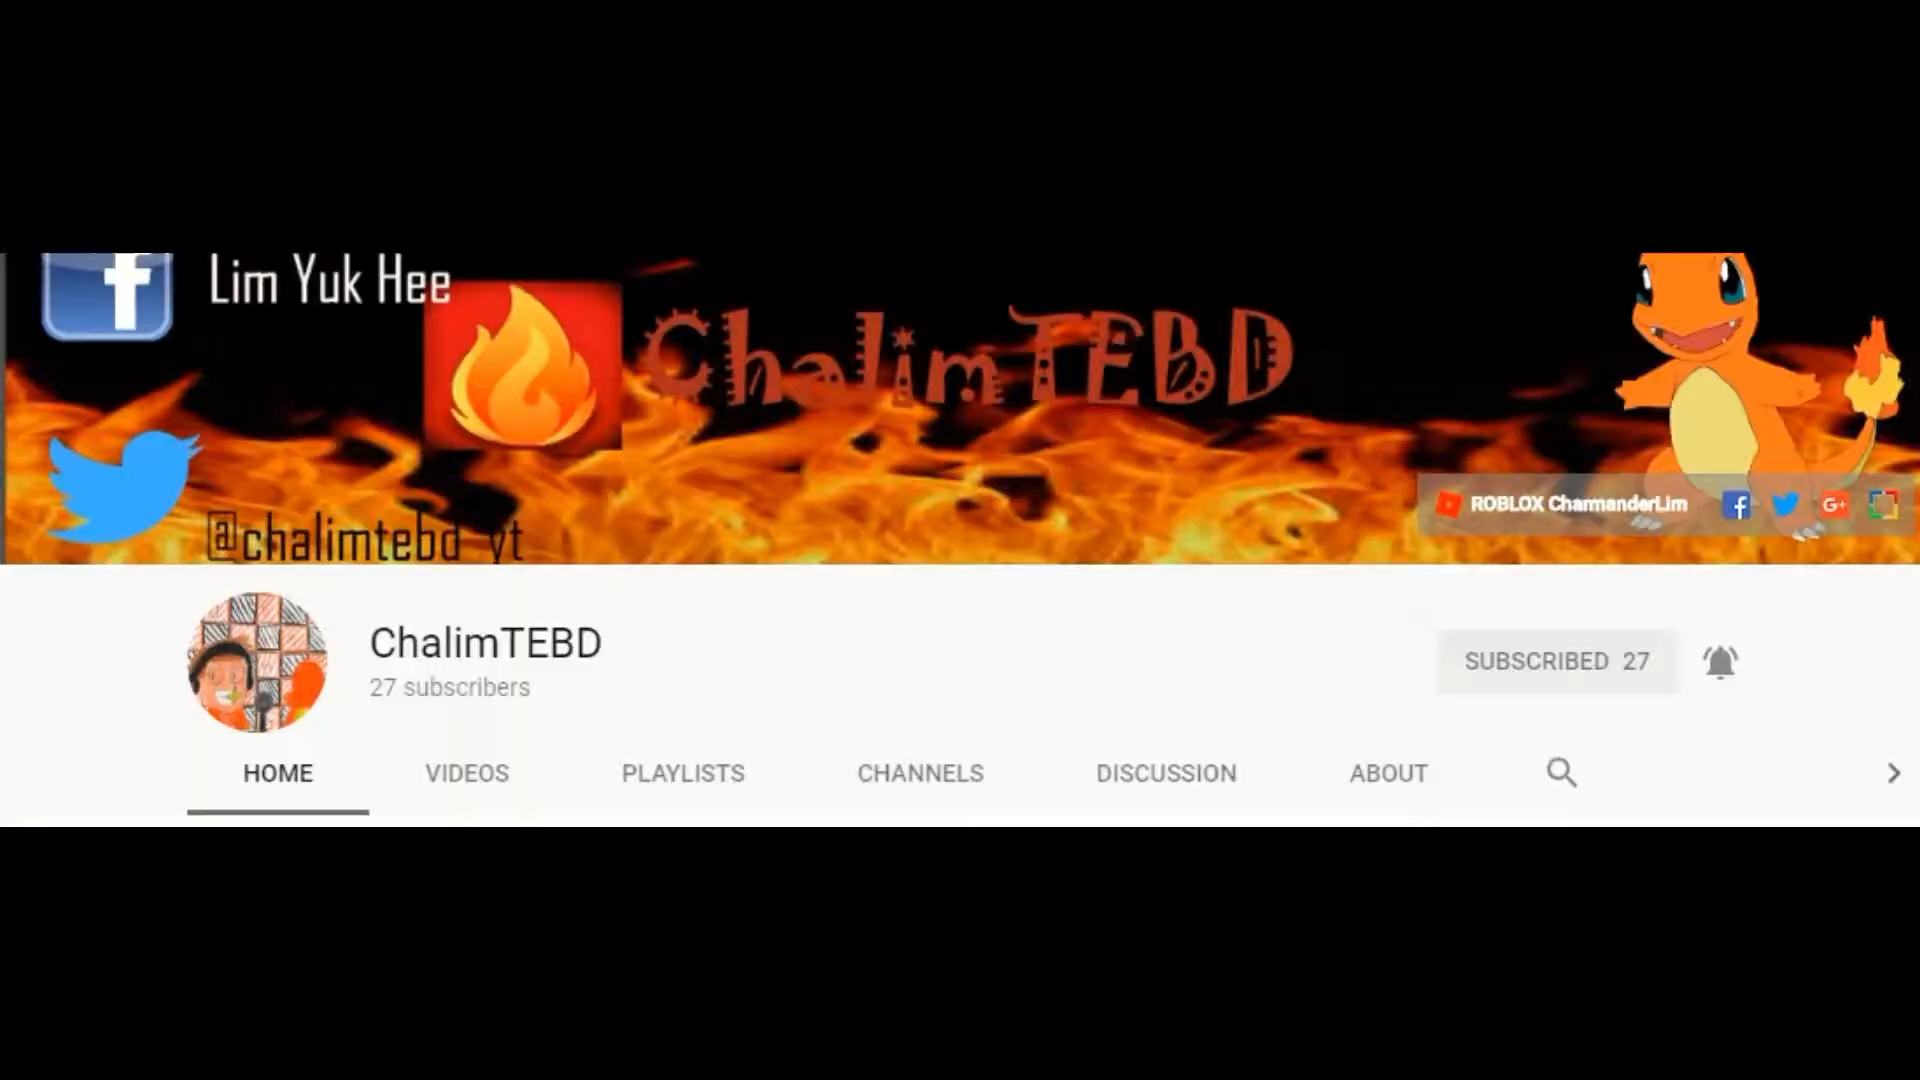 Lim Yuk Hee
ChalimTEBD
@chalimtebd_yt
ROBLOX CharmanderLim
ChalimTEBD
27 subscribers
SUBSCRIBED 27
HOME VIDEOS PLAYLISTS CHANNELS DISCUSSION ABOUT